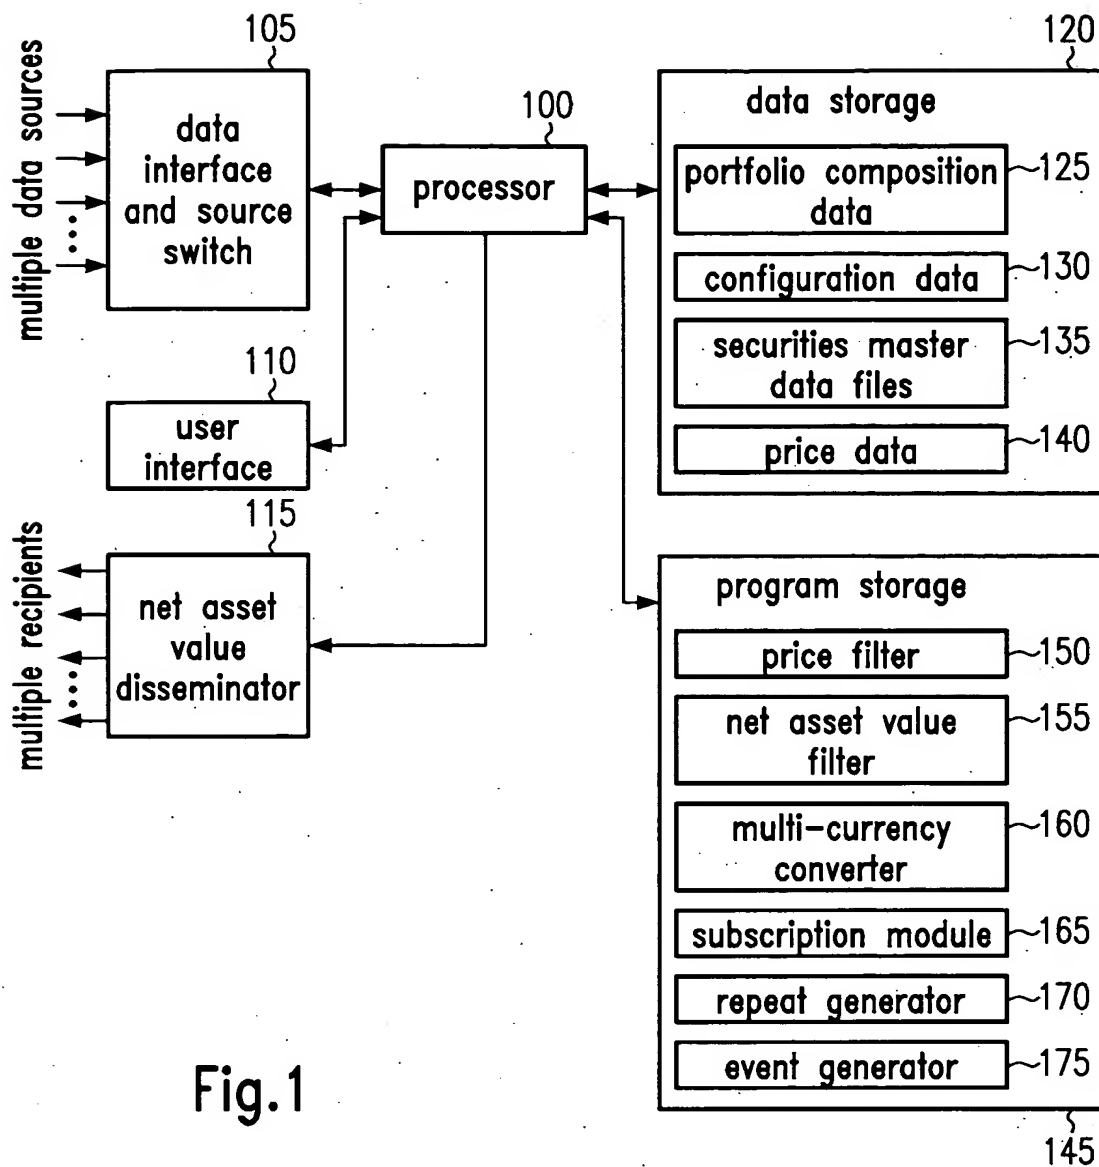 105
multiple data sources
data
interface
and source
switch
100
processor
110
user
interface
115
multiple recipients
net asset
value
disseminator
120
data storage
portfolio composition
data
125
configuration data
130
securities master
data files
135
price data
140
program storage
price filter
150
net asset value
filter
155
multi-currency
converter
160
subscription module
165
repeat generator
170
event generator
175
145
Fig.1